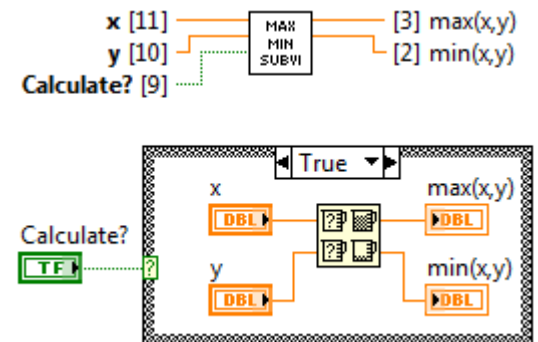 x [11]
MAX
MIN
SUBVI
[3] max(x,y)
y [10]
[2] min(x,y)
Calculate? [9]
True
x
max(x,y)
DBL
?
DBL
Calculate?
TF
?
y
min(x,y)
DBL
?
DBL